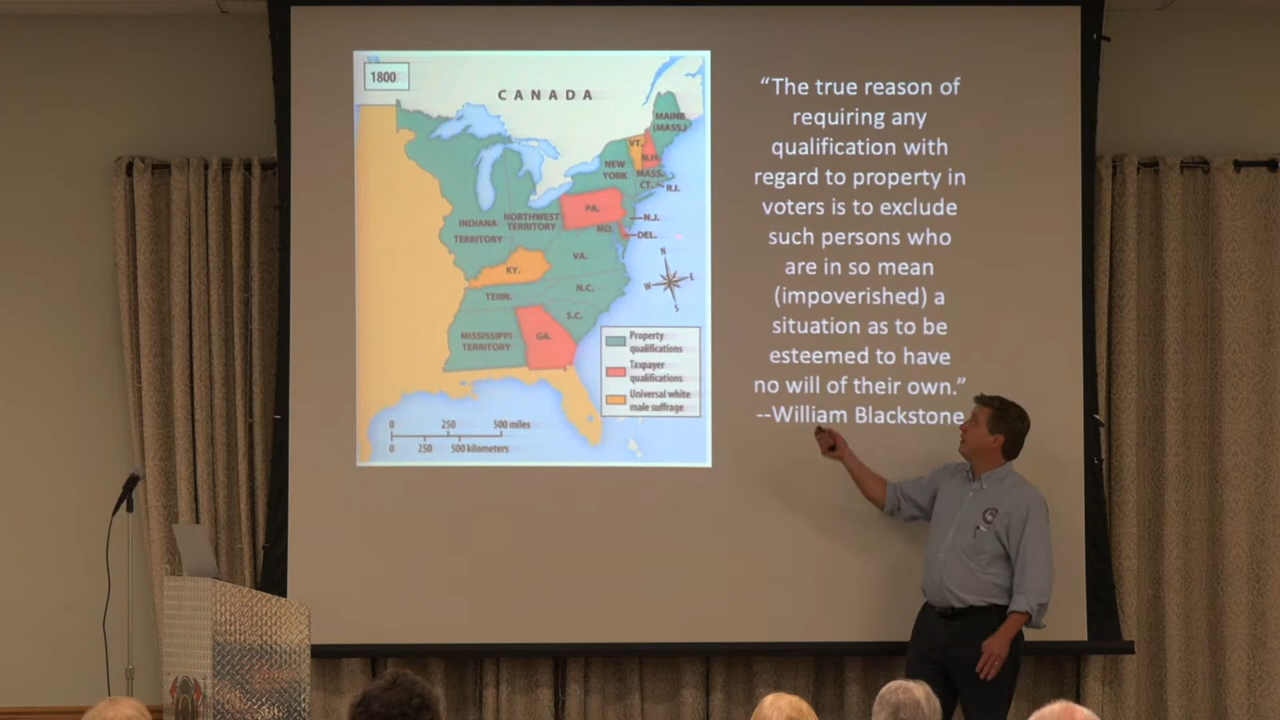 1800
CANADA
MAINE
(MASS.)
VT.
N.H.
NEW
YORK
MASS.
CT.
R.I.
PA.
N.J.
MD.
DEL.
INDIANA
TERRITORY
NORTHWEST
TERRITORY
VA.
KY.
N.C.
TENN.
S.C.
MISSISSIPPI
TERRITORY
GA.
N
W E
S
Property
qualifications
Taxpayer
qualifications
Universal white
male suffrage
0 250 500 miles
0 250 500 kilometers
“The true reason of
requiring any
qualification with
regard to property in
voters is to exclude
such persons who
are in so mean
(impoverished) a
situation as to be
esteemed to have
no will of their own.”
--William Blackstone